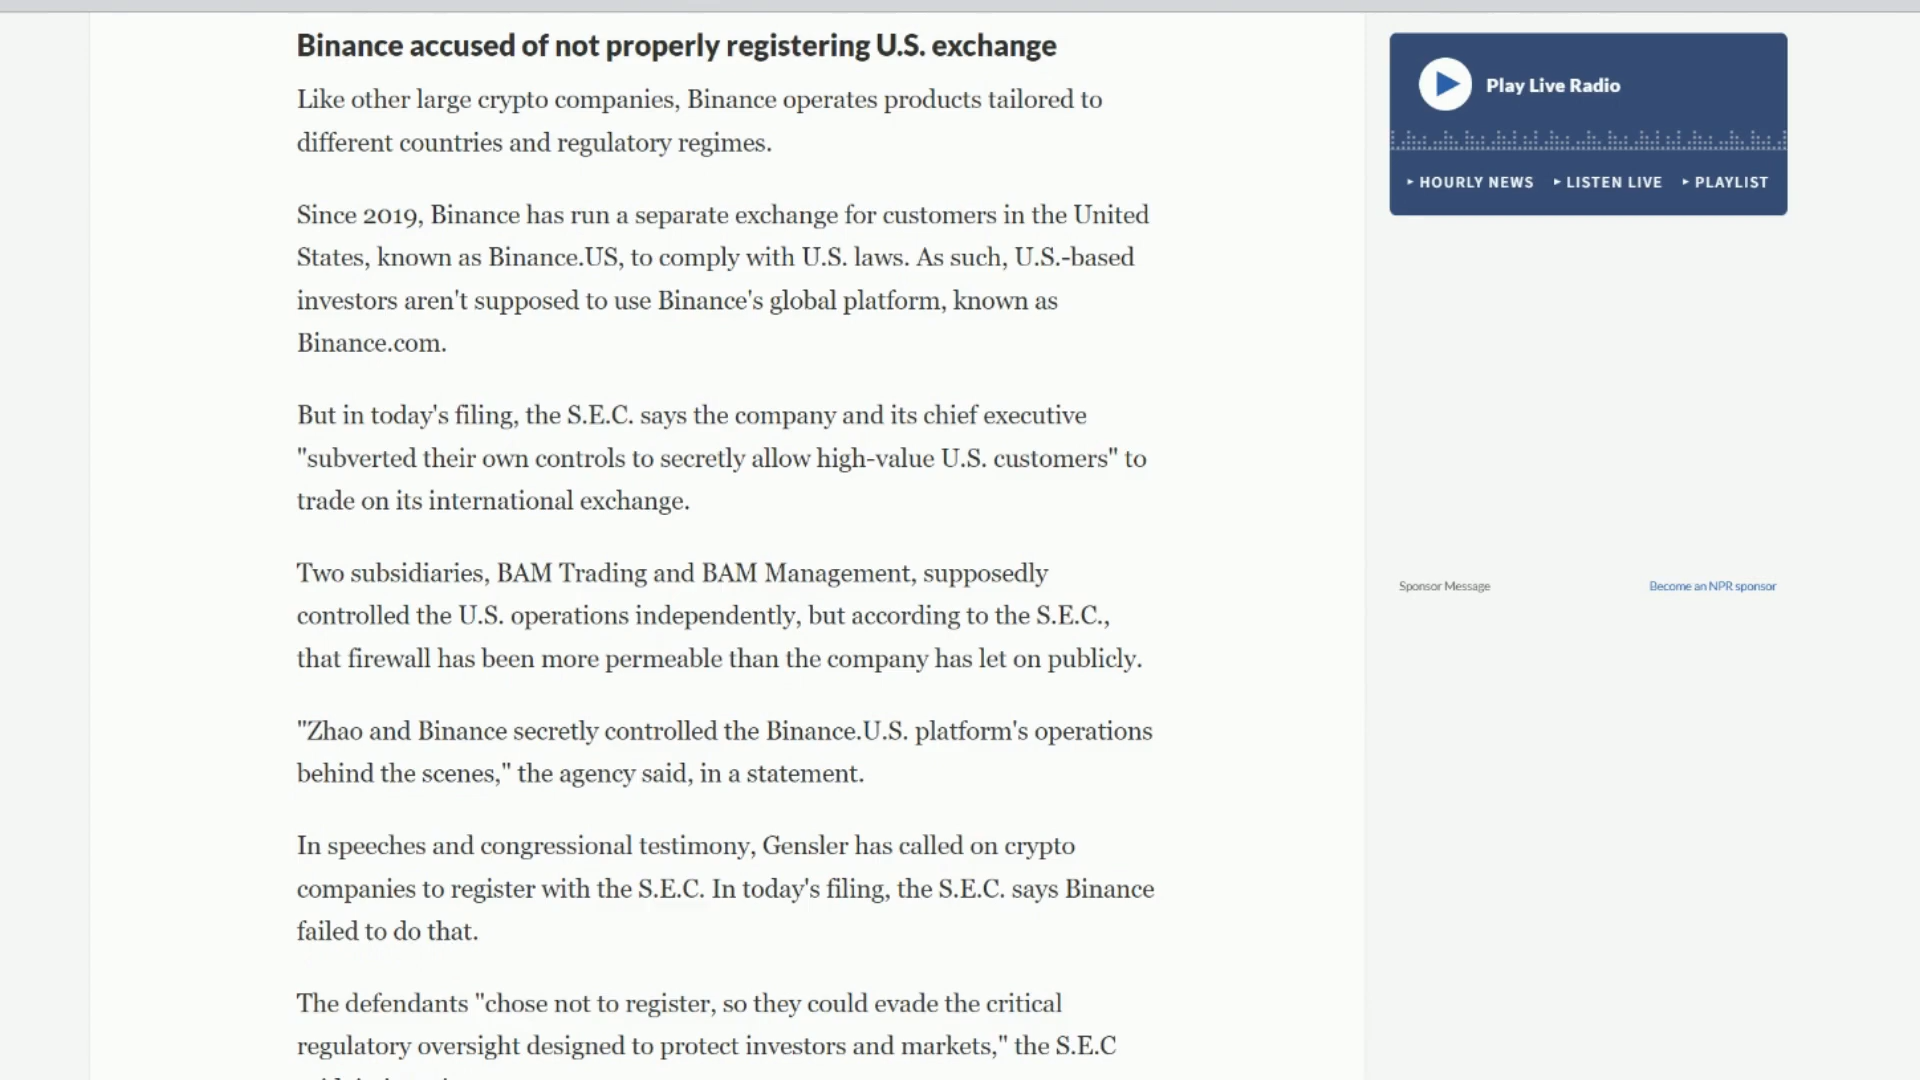 Binance accused of not properly registering U.S. exchange
Like other large crypto companies, Binance operates products tailored to
different countries and regulatory regimes.
Since 2019, Binance has run a separate exchange for customers in the United
States, known as Binance.US, to comply with U.S. laws. As such, U.S.-based
investors aren't supposed to use Binance's global platform, known as
Binance.com.
But in today's filing, the S.E.C. says the company and its chief executive
"subverted their own controls to secretly allow high-value U.S. customers" to
trade on its international exchange.
Two subsidiaries, BAM Trading and BAM Management, supposedly
controlled the U.S. operations independently, but according to the S.E.C.,
that firewall has been more permeable than the company has let on publicly.
"Zhao and Binance secretly controlled the Binance.U.S. platform's operations
behind the scenes," the agency said, in a statement.
In speeches and congressional testimony, Gensler has called on crypto
companies to register with the S.E.C. In today's filing, the S.E.C. says Binance
failed to do that.
The defendants "chose not to register, so they could evade the critical
regulatory oversight designed to protect investors and markets," the S.E.C
Play Live Radio
HOURLY NEWS LISTEN LIVE PLAYLIST
Sponsor Message Become an NPR sponsor